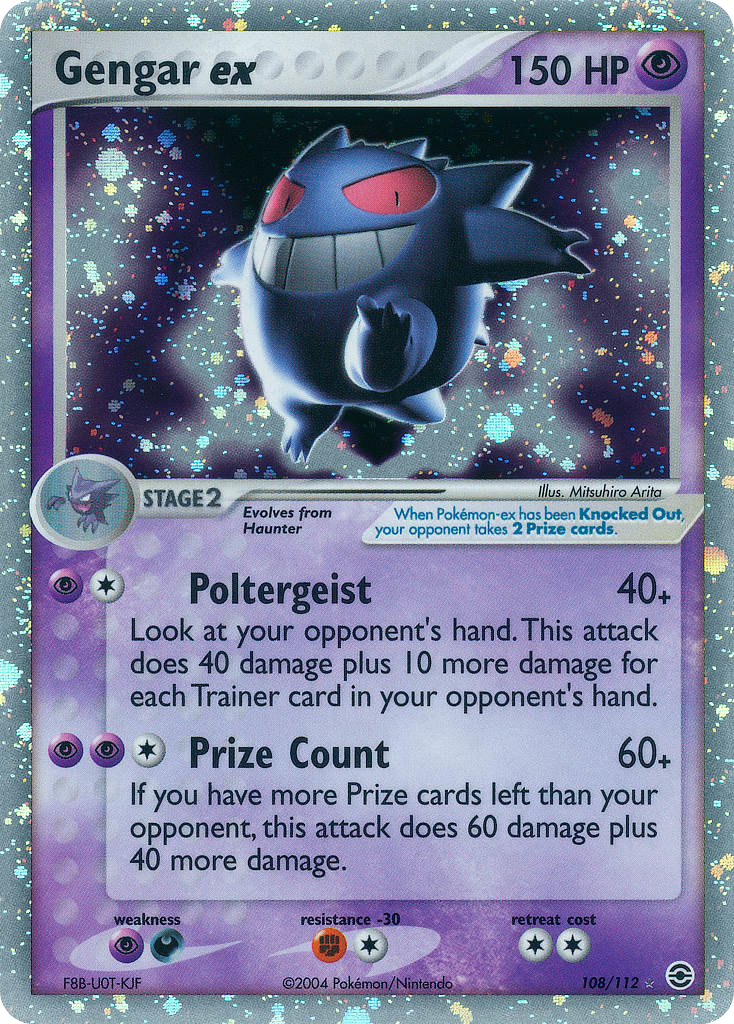 Gengar ex 150 HP
STAGE2
Illus. Mitsuhiro Arita
Evolves from
Haunter
When Pokémon-ex has been Knocked Out,
your opponent takes 2 Prize cards.
Poltergeist 40+
Look at your opponent's hand. This attack
does 40 damage plus 10 more damage for
each Trainer card in your opponent's hand.
Prize Count 60+
If you have more Prize cards left than your
opponent, this attack does 60 damage plus
40 more damage.
weakness resistance -30 retreat cost
F8B-U0T-KJF ©2004 Pokémon/Nintendo 108/112